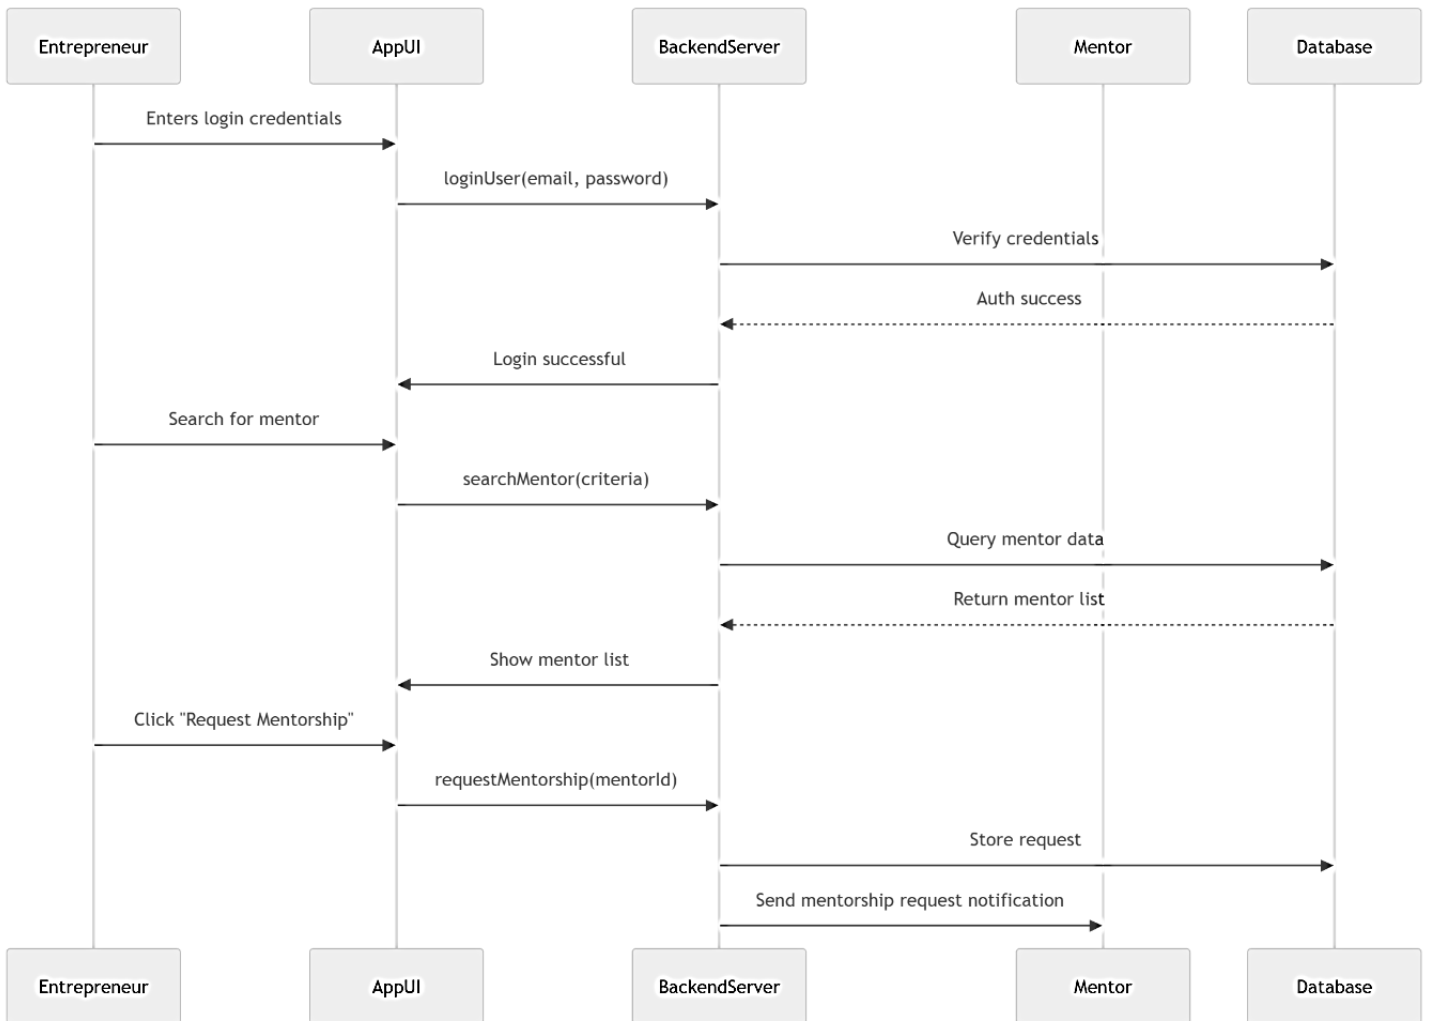 Entrepreneur
AppUI
BackendServer
Mentor
Database
Enters login credentials
loginUser(email, password)
Verify credentials
Auth success
Login successful
Search for mentor
searchMentor(criteria)
Query mentor data
Return mentor list
Show mentor list
Click "Request Mentorship"
requestMentorship(mentorId)
Store request
Send mentorship request notification
Entrepreneur
AppUI
BackendServer
Mentor
Database